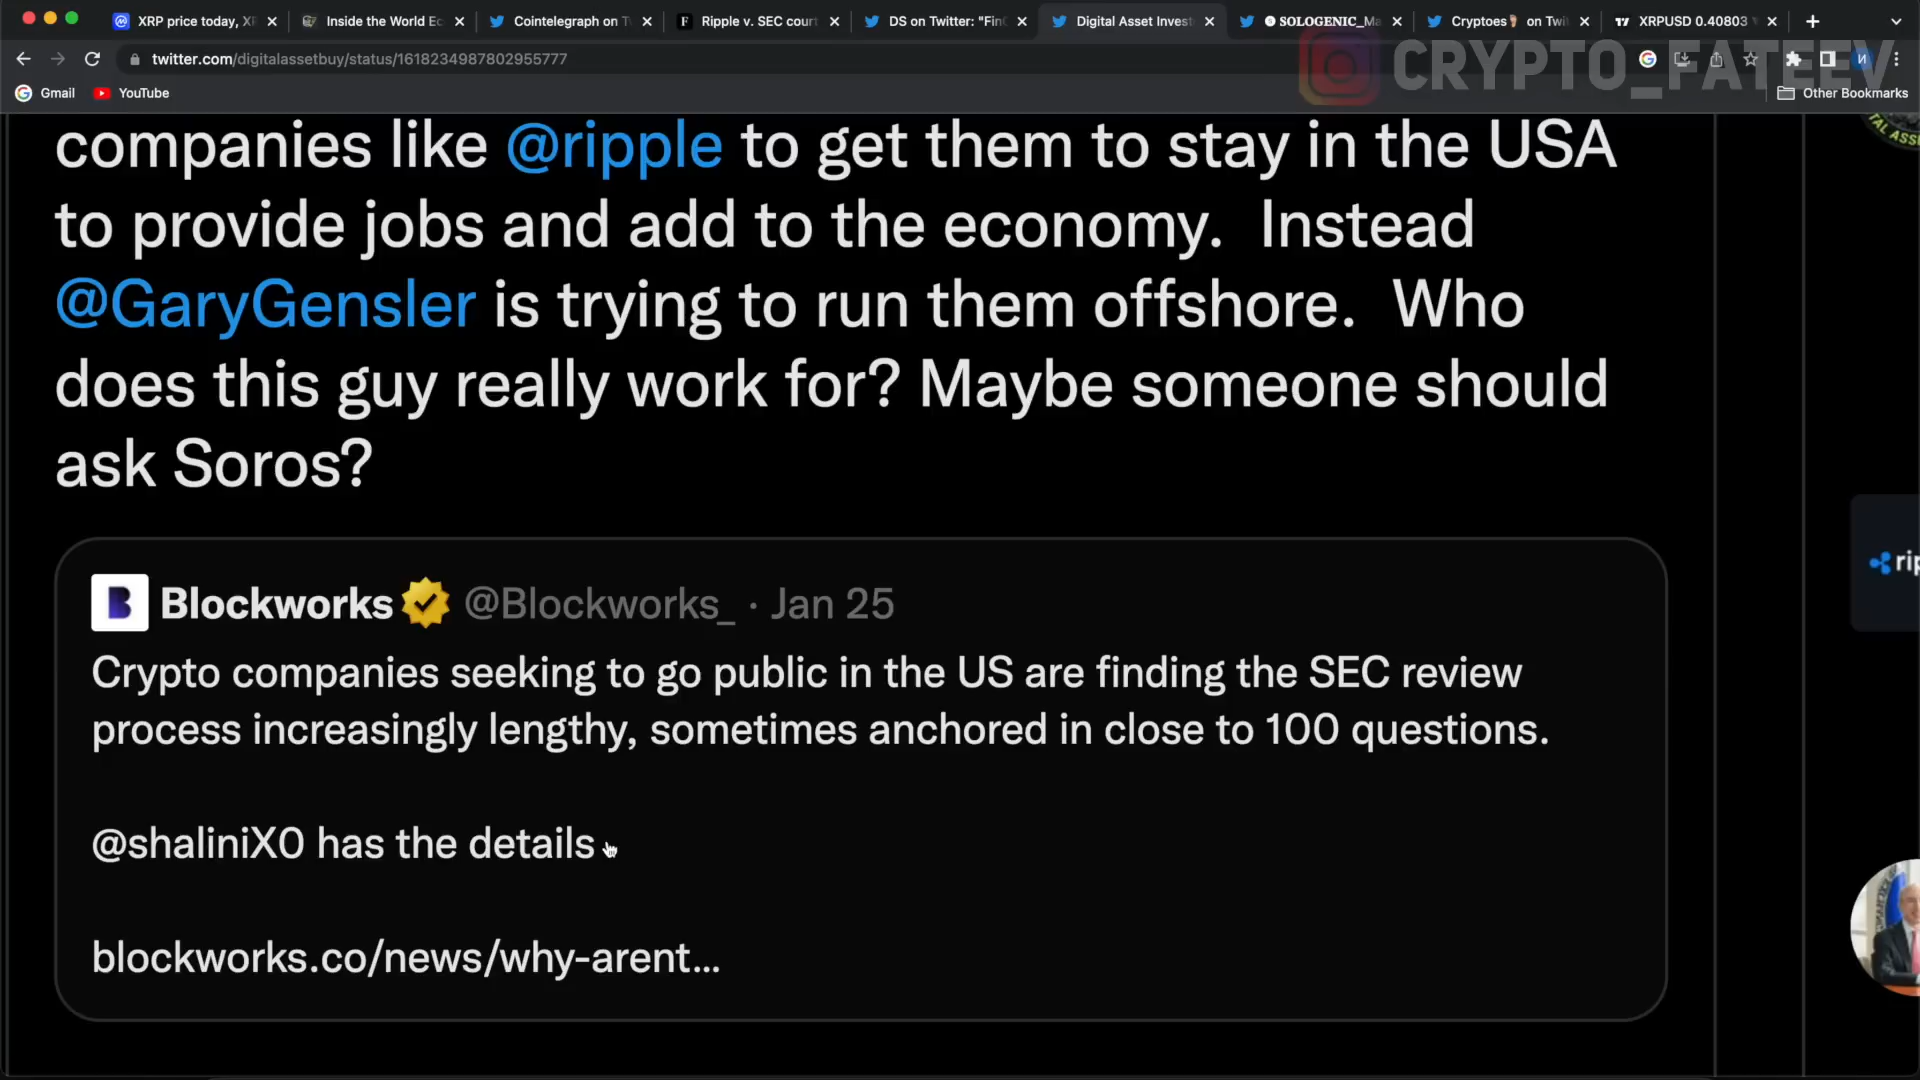 XRP price today, XR
Inside the World Ec
Cointelegraph on Tw
Ripple v. SEC court
DS on Twitter: "Fin
Digital Asset Invest
SOLOGENIC_Ma
Cryptoes on Twi
XRPUSD 0.40803
twitter.com/digitalassetbuy/status/1618234987802955777
CRYPTO_FATEEV
Gmail
YouTube
Other Bookmarks
companies like @ripple to get them to stay in the USA
to provide jobs and add to the economy. Instead
@GaryGensler is trying to run them offshore. Who
does this guy really work for? Maybe someone should
ask Soros?
Blockworks @Blockworks_ · Jan 25
Crypto companies seeking to go public in the US are finding the SEC review
process increasingly lengthy, sometimes anchored in close to 100 questions.
@shaliniX0 has the details
blockworks.co/news/why-arent...
rip